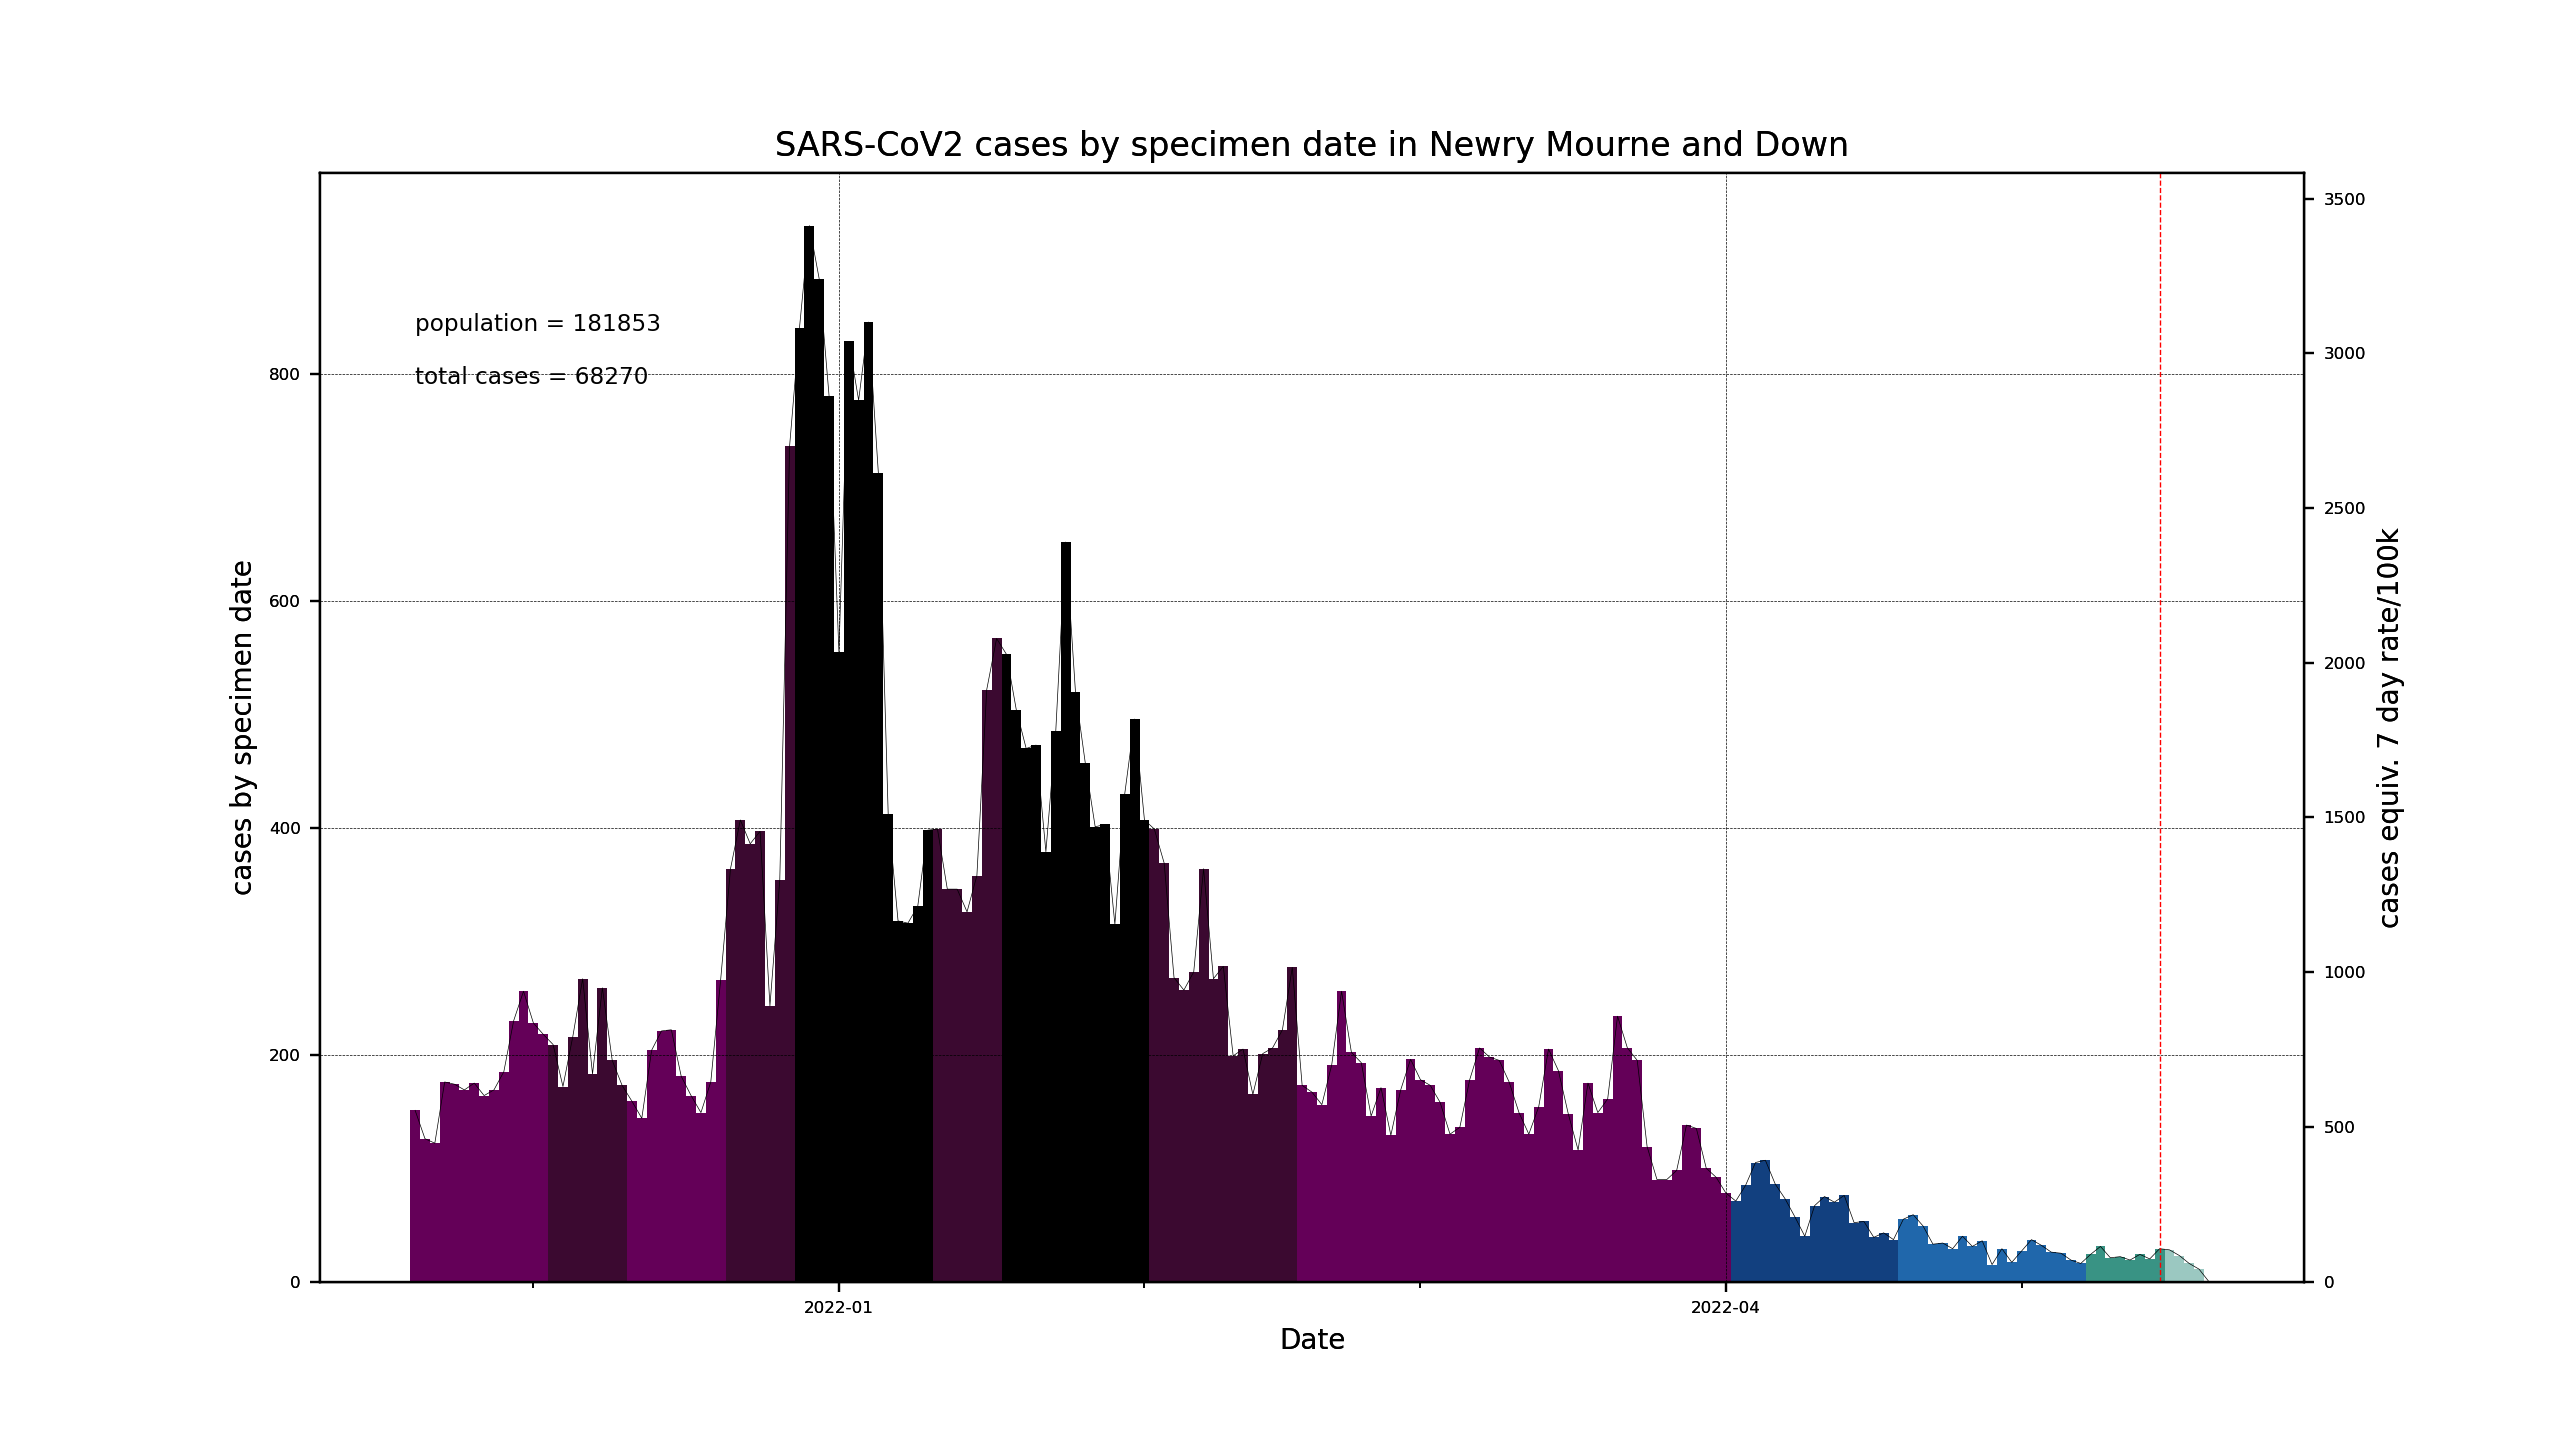 SARS-CoV2 cases by specimen date in Newry Mourne and Down
population = 181853
total cases = 68270
cases by specimen date
800
600
400
200
0
3500
3000
2500
2000
1500
1000
500
0
cases equiv. 7 day rate/100k
2022-01
2022-04
Date